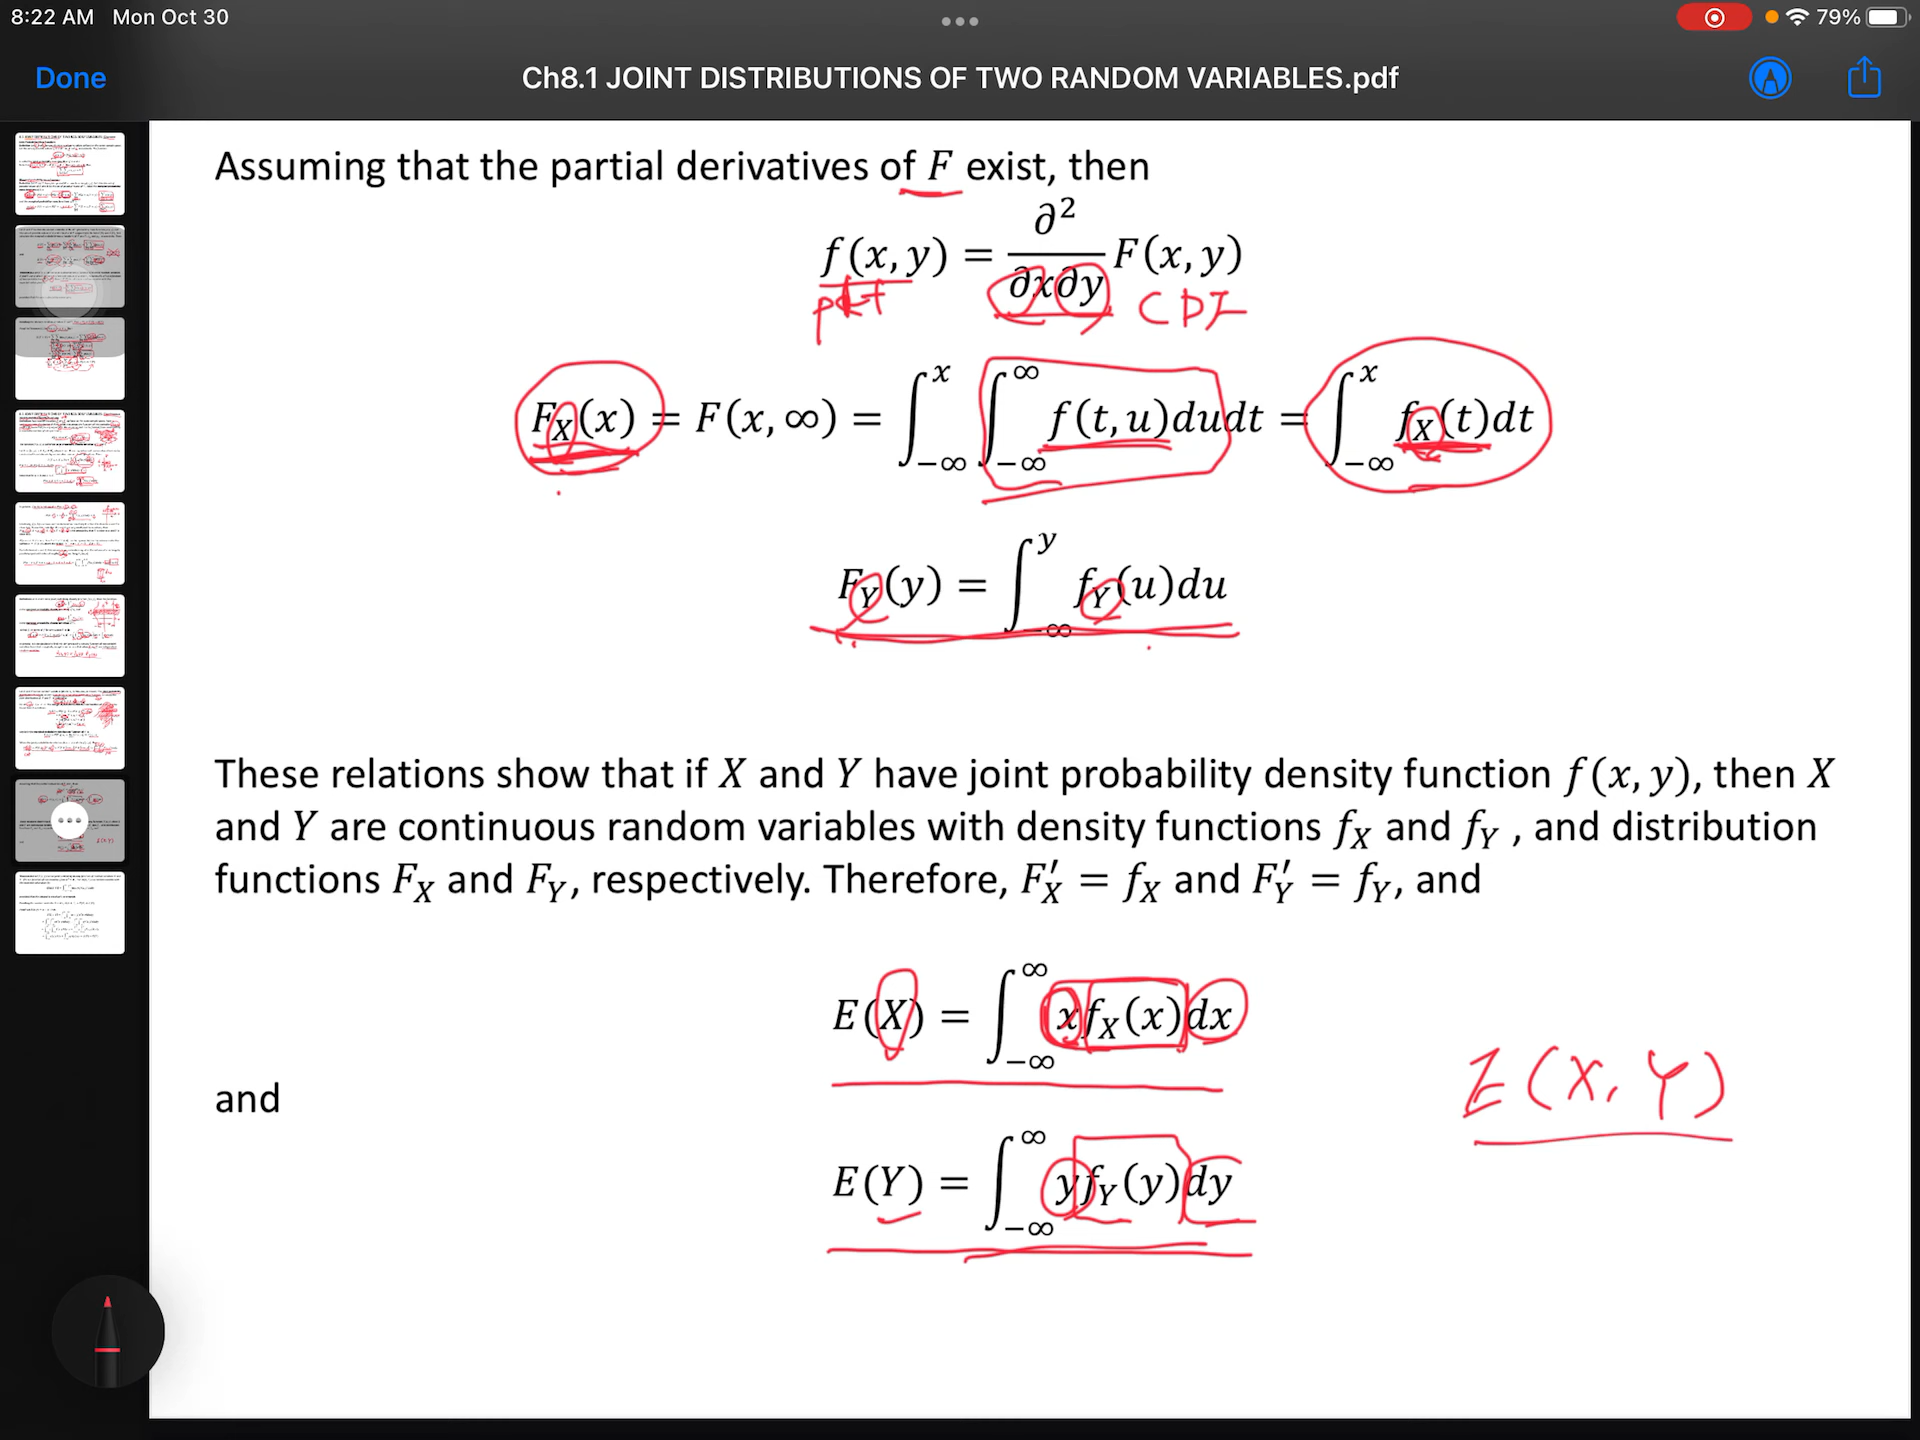 8:22 AM Mon Oct 30
79%
Done
Ch8.1 JOINT DISTRIBUTIONS OF TWO RANDOM VARIABLES.pdf
Assuming that the partial derivatives of F exist, then
f(x, y) = ∂²/∂x∂y F(x, y)
pdf CDF
F_X(x) = F(x, ∞) = ∫_{−∞}^{x} ∫_{−∞}^{∞} f(t, u)dudt = ∫_{−∞}^{x} f_X(t)dt
F_Y(y) = ∫_{−∞}^{y} f_Y(u)du
These relations show that if X and Y have joint probability density function f(x, y), then X
and Y are continuous random variables with density functions f_X and f_Y , and distribution
functions F_X and F_Y, respectively. Therefore, F′_X = f_X and F′_Y = f_Y, and
E(X) = ∫_{−∞}^{∞} xf_X(x)dx
E(X, Y)
and
E(Y) = ∫_{−∞}^{∞} yf_Y(y)dy